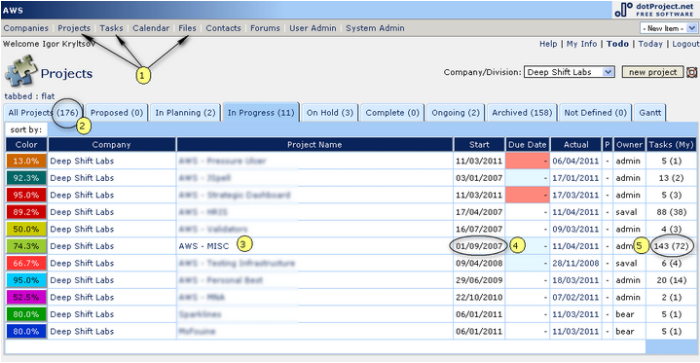 AWS
dotProject.net
FREE SOFTWARE
Companies Projects Tasks Calendar Files Contacts Forums User Admin System Admin - New Item -
Welcome Igor Kryltsov Help | My Info | Todo | Today | Logout
1
Projects Company/Division: Deep Shift Labs new project
tabbed : flat
All Projects (176) Proposed (0) In Planning (2) In Progress (11) On Hold (3) Complete (0) Ongoing (2) Archived (158) Not Defined (0) Gantt
2
sort by:
Color Company Project Name Start Due Date Actual P Owner Tasks (My)
13.0% Deep Shift Labs AWS - Pressure Ulcer 11/03/2011 - 06/04/2011 - admin 5 (1)
92.3% Deep Shift Labs AWS - 03/01/2007 - 17/01/2011 - admin 13 (2)
95.0% Deep Shift Labs AWS - Strategic Dashboard 11/03/2011 - 17/03/2011 - admin 5 (3)
89.2% Deep Shift Labs AWS - HRIS 17/04/2007 - 11/04/2011 - saval 88 (38)
50.0% Deep Shift Labs AWS - Validators 16/07/2007 - 09/03/2011 - admin 4 (3)
74.3% Deep Shift Labs AWS - MISC 3 01/09/2007 4 - 11/04/2011 - 5 143 (72)
66.7% Deep Shift Labs AWS - Testing Infrastructure 09/04/2008 - 28/11/2008 - saval 6 (4)
95.0% Deep Shift Labs AWS - Personal Best 29/06/2009 - 18/03/2011 - admin 20 (14)
52.5% Deep Shift Labs AWS - 22/10/2010 - 07/02/2011 - admin 2 (1)
80.0% Deep Shift Labs Sparklines 06/01/2011 - 11/03/2011 - bear 5 (1)
80.0% Deep Shift Labs 06/01/2011 - 11/03/2011 - bear 5 (1)